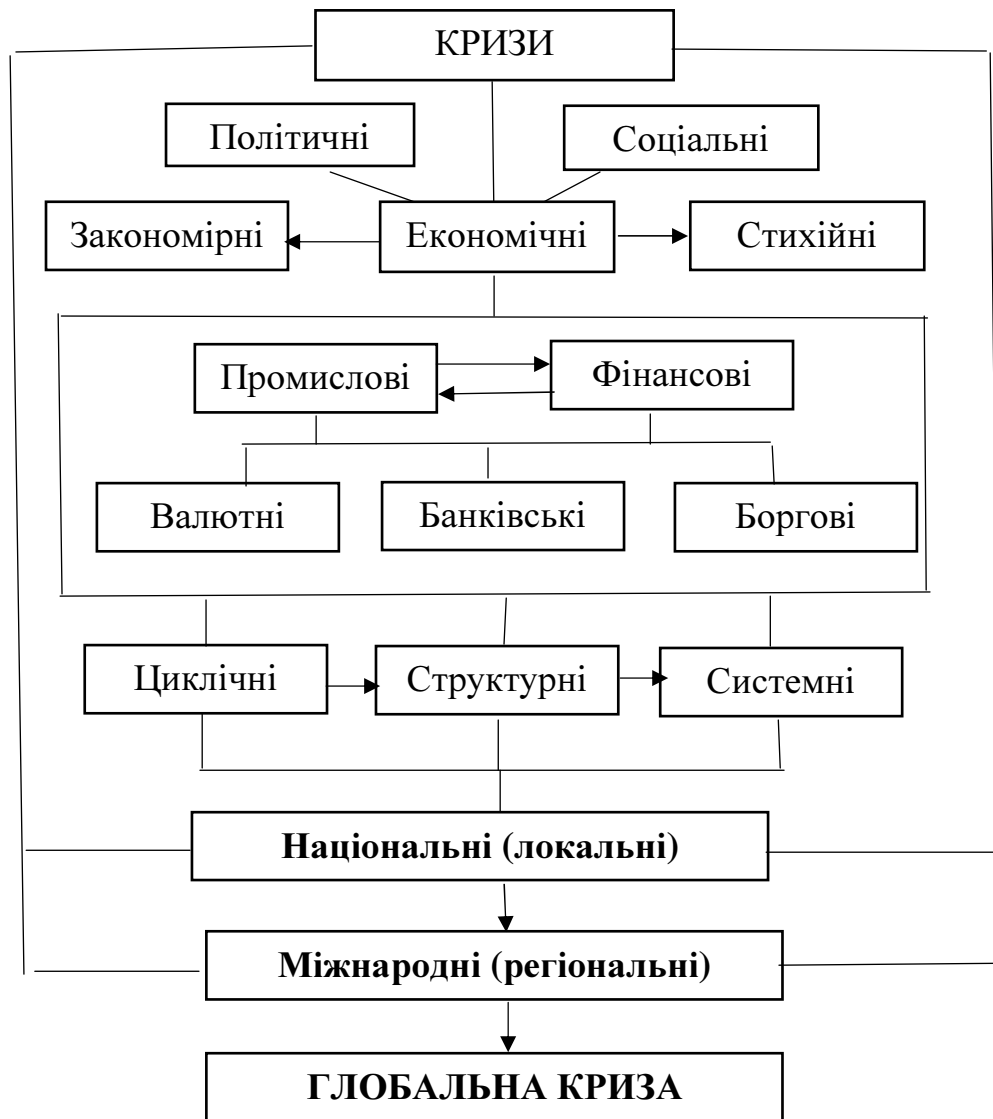 КРИЗИ
Політичні
Соціальні
Закономірні
Економічні
Стихійні
Промислові
Фінансові
Валютні
Банківські
Боргові
Циклічні
Структурні
Системні
Національні (локальні)
Міжнародні (регіональні)
ГЛОБАЛЬНА КРИЗА